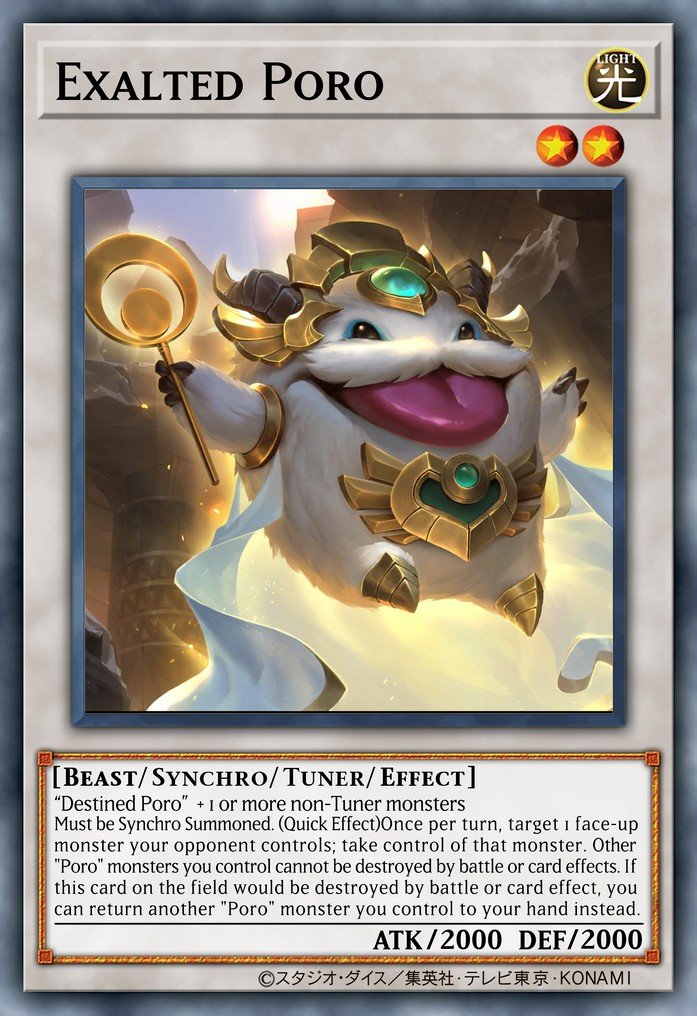 Exalted Poro
LIGHT
光
[Beast/Synchro/Tuner/Effect]
“Destined Poro” +1 or more non-Tuner monsters
Must be Synchro Summoned. (Quick Effect)Once per turn, target 1 face-up
monster your opponent controls; take control of that monster. Other
"Poro" monsters you control cannot be destroyed by battle or card effects. If
this card on the field would be destroyed by battle or card effect, you
can return another "Poro" monster you control to your hand instead.
ATK/2000 DEF/2000
©スタジオ・ダイス／集英社・テレビ東京・KONAMI